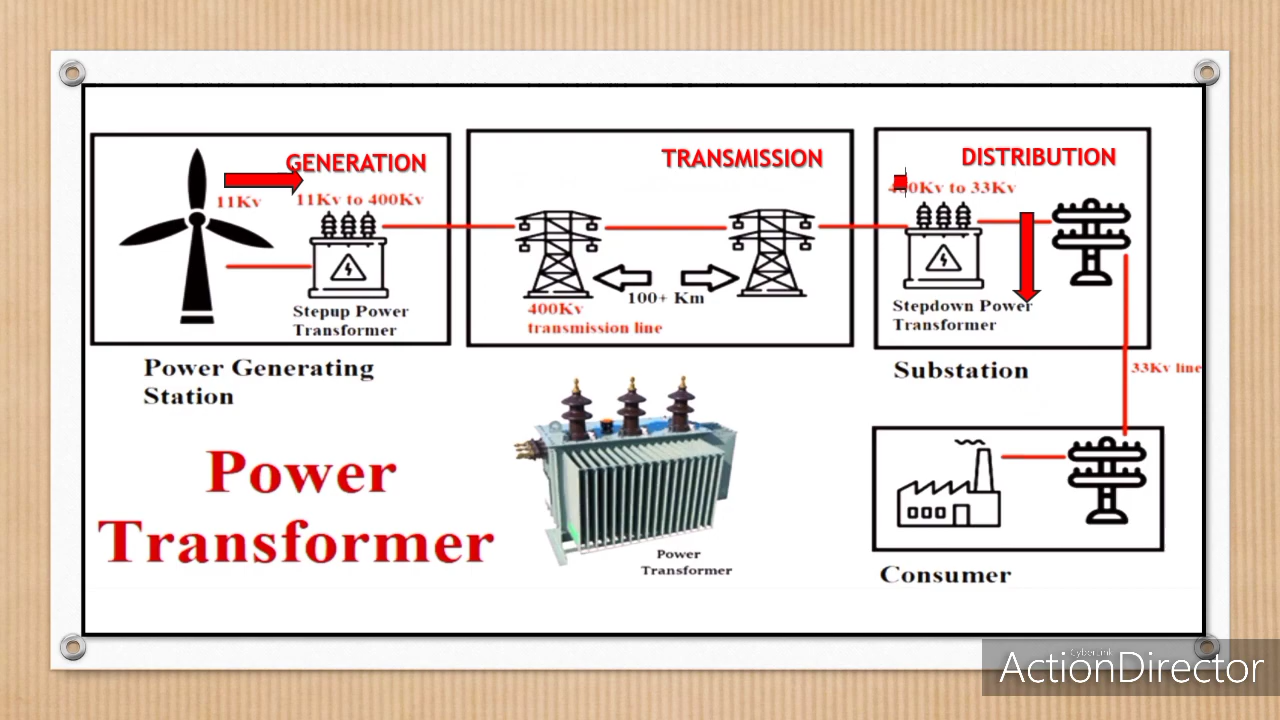 GENERATION
11Kv
11Kv to 400Kv
Stepup Power
Transformer
Power Generating
Station
TRANSMISSION
100+ Km
400Kv
transmission line
DISTRIBUTION
to 33Kv
Stepdown Power
Transformer
Substation
33Kv line
Power
Transformer
Power
Transformer
Consumer
CyberLink
ActionDirector